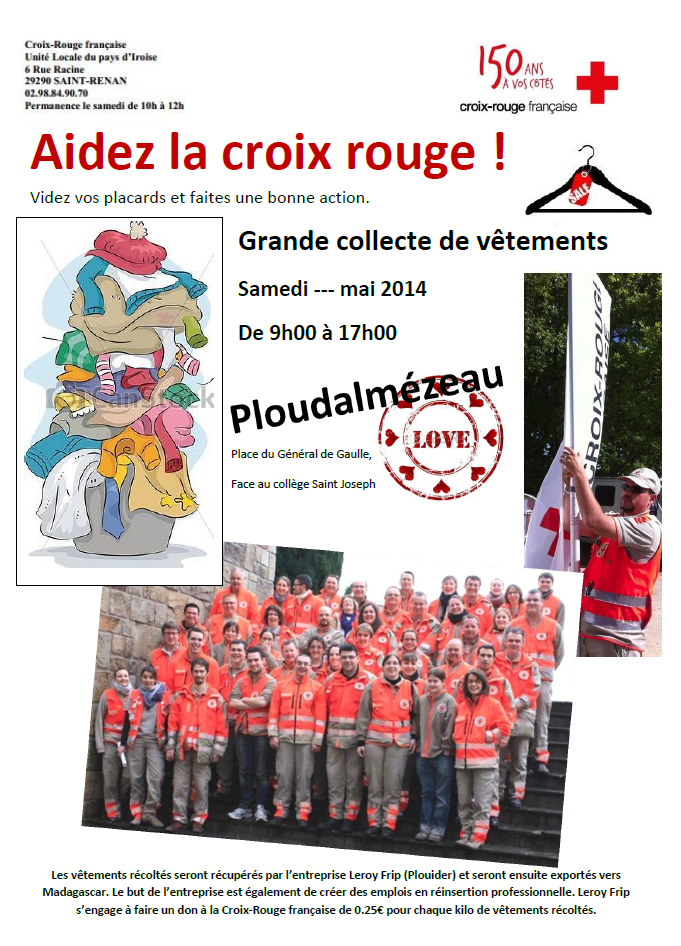 Croix-Rouge française
Unité Locale du pays d'Iroise
6 Rue Racine
29290 SAINT-RENAN
02.98.84.90.70
Permanence le samedi de 10h à 12h
150 ANS
À VOS CÔTÉS
croix-rouge française
Aidez la croix rouge !
Videz vos placards et faites une bonne action.
SALE
Grande collecte de vêtements
Samedi --- mai 2014
De 9h00 à 17h00
Ploudalmézeau
LOVE
Place du Général de Gaulle,
Face au collège Saint Joseph
CanStock
CROIX-ROUG
Les vêtements récoltés seront récupérés par l'entreprise Leroy Frip (Plouider) et seront ensuite exportés vers
Madagascar. Le but de l'entreprise est également de créer des emplois en réinsertion professionnelle. Leroy Frip
s'engage à faire un don à la Croix-Rouge française de 0.25€ pour chaque kilo de vêtements récoltés.